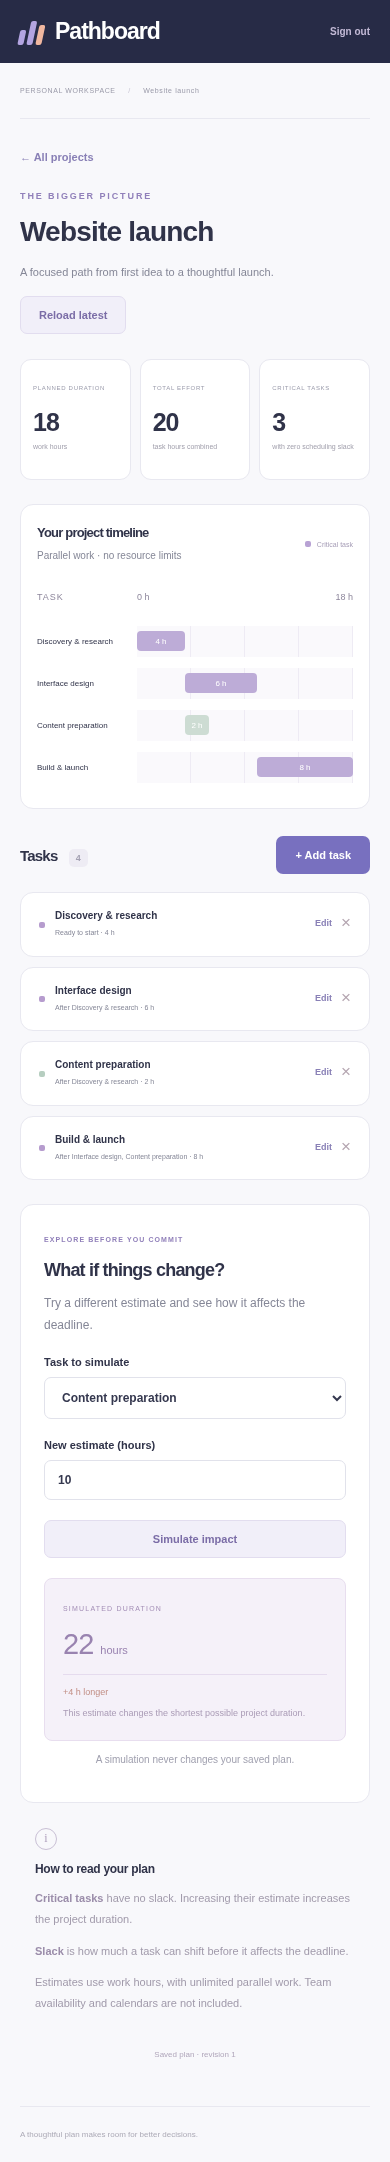 Pathboard
Sign out
PERSONAL WORKSPACE / Website launch
← All projects
THE BIGGER PICTURE
Website launch
A focused path from first idea to a thoughtful launch.
Reload latest
PLANNED DURATION
18
work hours
TOTAL EFFORT
20
task hours combined
CRITICAL TASKS
3
with zero scheduling slack
Your project timeline
Parallel work · no resource limits
Critical task
TASK 0 h 18 h
Discovery & research 4 h
Interface design 6 h
Content preparation 2 h
Build & launch 8 h
Tasks 4
+ Add task
Discovery & research
Ready to start · 4 h
Edit ×
Interface design
After Discovery & research · 6 h
Edit ×
Content preparation
After Discovery & research · 2 h
Edit ×
Build & launch
After Interface design, Content preparation · 8 h
Edit ×
EXPLORE BEFORE YOU COMMIT
What if things change?
Try a different estimate and see how it affects the
deadline.
Task to simulate
Content preparation
New estimate (hours)
10
Simulate impact
SIMULATED DURATION
22 hours
+4 h longer
This estimate changes the shortest possible project duration.
A simulation never changes your saved plan.
i
How to read your plan
Critical tasks have no slack. Increasing their estimate increases
the project duration.
Slack is how much a task can shift before it affects the deadline.
Estimates use work hours, with unlimited parallel work. Team
availability and calendars are not included.
Saved plan · revision 1
A thoughtful plan makes room for better decisions.